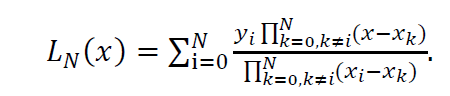 L_N(x) = ∑_{i=0}^{N} \frac{y_i ∏_{k=0,k≠i}^{N}(x−x_k)}{∏_{k=0,k≠i}^{N}(x_i−x_k)}.